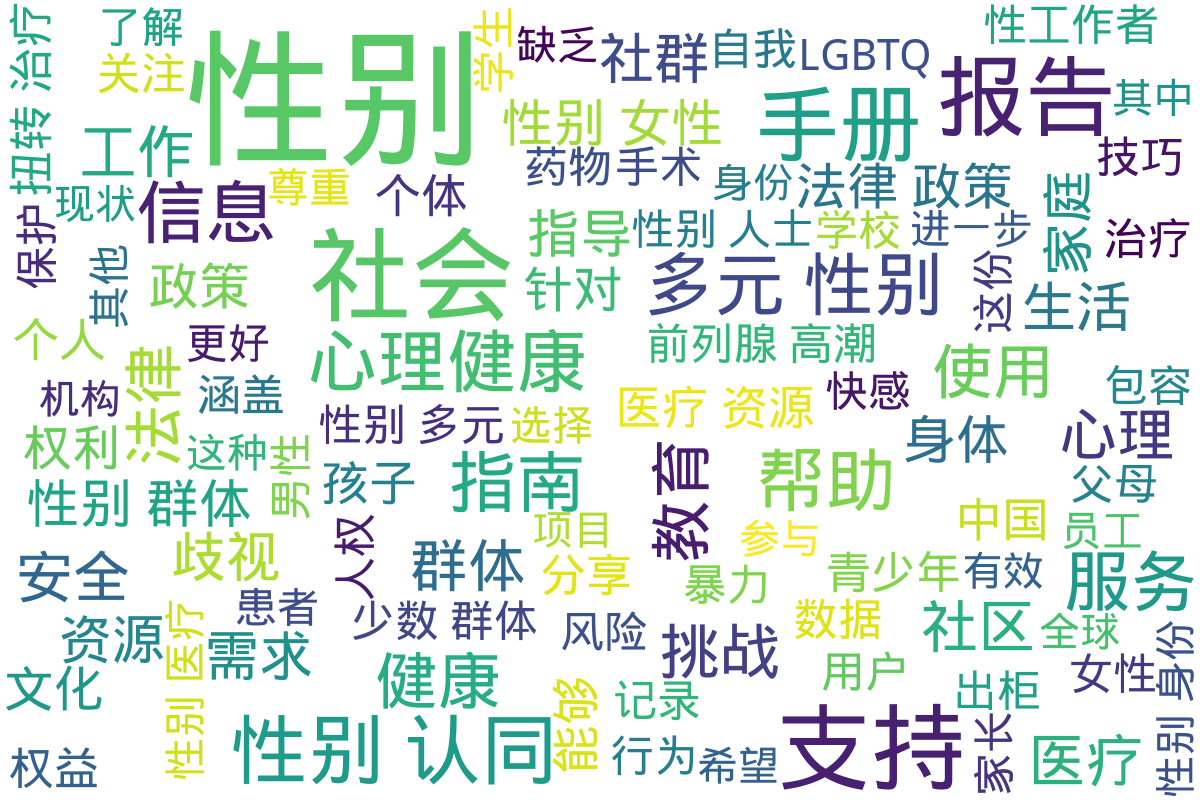 治疗
了解
关注
性别
学生
缺乏
社群
自我
LGBTQ
性工作者
报告
其中
扭转
工作
性别 女性
手册
技巧
现状
信息
尊重
个体
药物
手术
身份
法律
政策
家庭
保护
其他
政策
社会
指导
针对
性别 人士
学校
进一步
治疗
多元 性别
这份
生活
个人
更好
法律
心理健康
前列腺 高潮
使用
包容
机构
涵盖
性别 多元
选择
医疗 资源
快感
身体
心理
权利
这种
男性
孩子
指南
教育
帮助
父母
性别 群体
人权
项目
参与
中国
员工
安全
歧视
群体
分享
暴力
青少年
有效
服务
患者
少数 群体
风险
数据
社区
全球
资源
性别 医疗
需求
挑战
用户
女性
性别 身份
文化
健康
能够
记录
出柜
权益
性别 认同
行为
希望
支持
家长
医疗